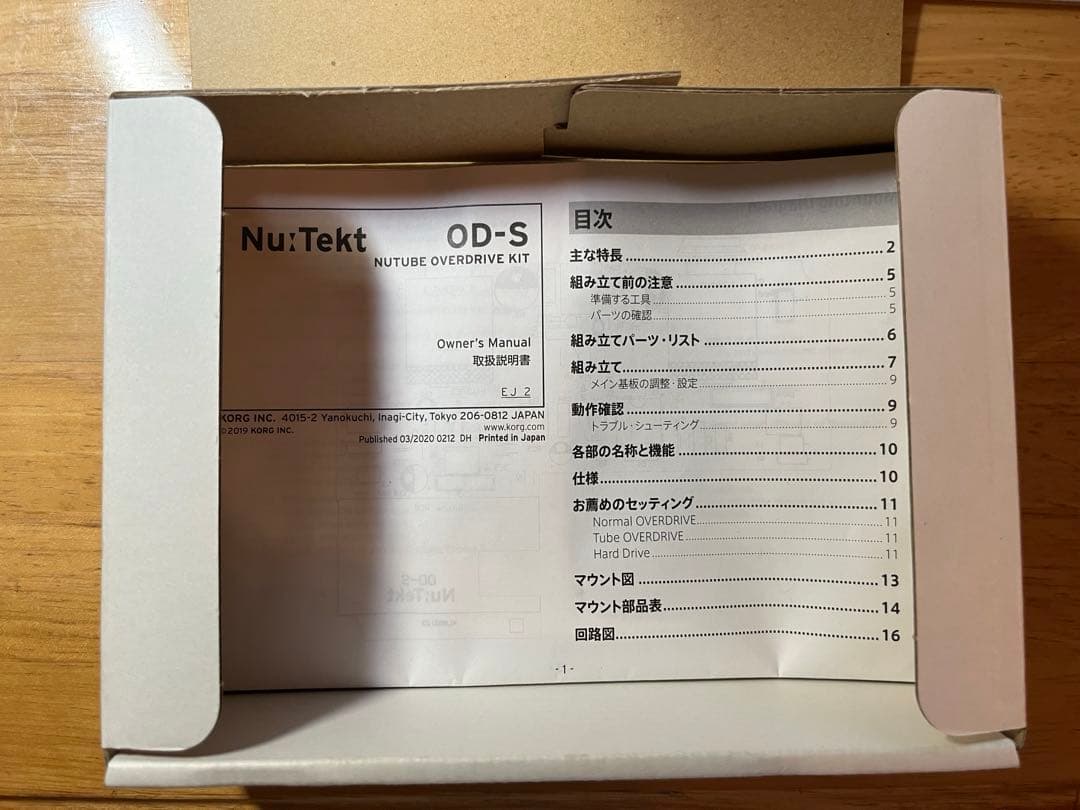 Nu:Tekt OD-S
NUTUBE OVERDRIVE KIT
Owner's Manual
取扱説明書
EJ 2
KORG INC. 4015-2 Yanokuchi, Inagi-City, Tokyo 206-0812 JAPAN
www.korg.com
©2019 KORG INC.
Published 03/2020 0212 DH Printed in Japan
目次
主な特長 2
組み立て前の注意 5
準備する工具 5
パーツの確認 5
組み立てパーツ・リスト 6
組み立て 7
メイン基板の調整・設定 9
動作確認 9
トラブル・シューティング 9
各部の名称と機能 10
仕様 10
お薦めのセッティング 11
Normal OVERDRIVE 11
Tube OVERDRIVE 11
Hard Drive 11
マウント図 13
マウント部品表 14
回路図 16
- 1 -